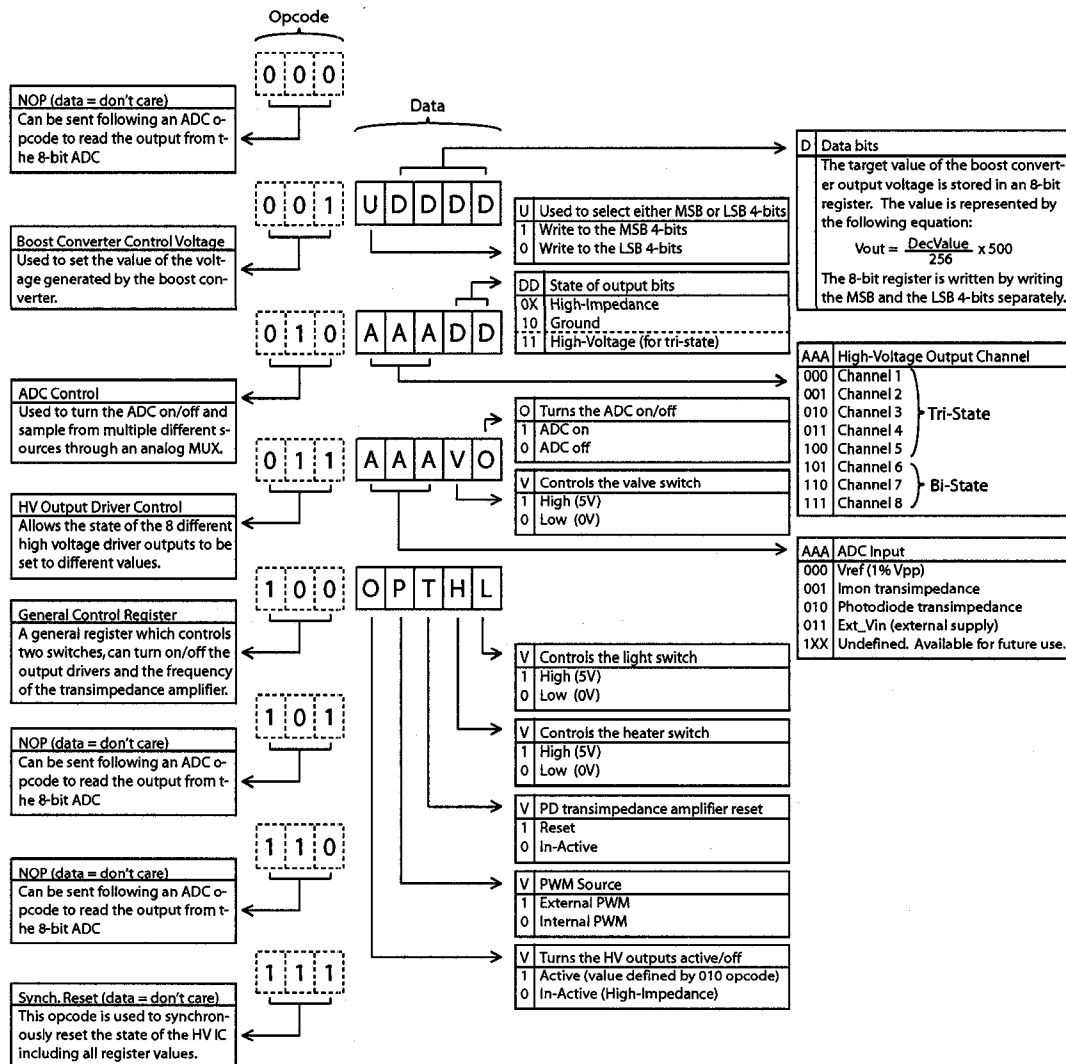 Opcode
0 0 0
NOP (data = don't care)
Can be sent following an ADC o-
pcode to read the output from t-
he 8-bit ADC
Data
0 0 1 U D D D D
Boost Converter Control Voltage
Used to set the value of the vol-
tage generated by the boost con-
verter.
U Used to select either MSB or LSB 4-bits
1 Write to the MSB 4-bits
0 Write to the LSB 4-bits
D Data bits
The target value of the boost convert-
er output voltage is stored in an 8-bit
register. The value is represented by
the following equation:
Vout = DecValue / 256 x 500
The 8-bit register is written by writing
the MSB and the LSB 4-bits separately.
DD State of output bits
0X High-Impedance
10 Ground
11 High-Voltage (for tri-state)
0 1 0 A A A D D
ADC Control
Used to turn the ADC on/off and
sample from multiple different s-
ources through an analog MUX.
AAA High-Voltage Output Channel
000 Channel 1
001 Channel 2
010 Channel 3
011 Channel 4
100 Channel 5
Tri-State
101 Channel 6
110 Channel 7
111 Channel 8
Bi-State
O Turns the ADC on/off
1 ADC on
0 ADC off
0 1 1 A A A V O
HV Output Driver Control
Allows the state of the 8 different
high voltage driver outputs to be
set to different values.
V Controls the valve switch
1 High (5V)
0 Low (0V)
AAA ADC Input
000 Vref (1% Vpp)
001 Imon transimpedance
010 Photodiode transimpedance
011 Ext_Vin (external supply)
1XX Undefined. Available for future use.
1 0 0 O P T H L
General Control Register
A general register which controls
two switches, can turn on/off the
output drivers and the frequency
of the transimpedance amplifier.
V Controls the light switch
1 High (5V)
0 Low (0V)
1 0 1
NOP (data = don't care)
Can be sent following an ADC o-
pcode to read the output from t-
he 8-bit ADC
V Controls the heater switch
1 High (5V)
0 Low (0V)
V PD transimpedance amplifier reset
1 Reset
0 In-Active
1 1 0
NOP (data = don't care)
Can be sent following an ADC o-
pcode to read the output from t-
he 8-bit ADC
V PWM Source
1 External PWM
0 Internal PWM
1 1 1
Synch. Reset (data = don't care)
This opcode is used to synchron-
ously reset the state of the HV IC
including all register values.
V Turns the HV outputs active/off
1 Active (value defined by 010 opcode)
0 In-Active (High-Impedance)